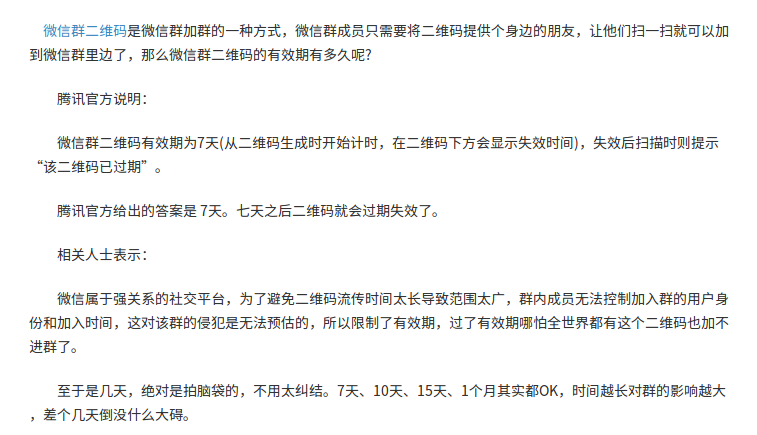 微信群二维码是微信群加群的一种方式，微信群成员只需要将二维码提供个身边的朋友，让他们扫一扫就可以加
到微信群里边了，那么微信群二维码的有效期有多久呢?
腾讯官方说明：
微信群二维码有效期为7天(从二维码生成时开始计时，在二维码下方会显示失效时间)，失效后扫描时则提示
“该二维码已过期”。
腾讯官方给出的答案是 7天。七天之后二维码就会过期失效了。
相关人士表示：
微信属于强关系的社交平台，为了避免二维码流传时间太长导致范围太广，群内成员无法控制加入群的用户身
份和加入时间，这对该群的侵犯是无法预估的，所以限制了有效期，过了有效期哪怕全世界都有这个二维码也加不
进群了。
至于是几天，绝对是拍脑袋的，不用太纠结。7天、10天、15天、1个月其实都OK，时间越长对群的影响越大
，差个几天倒没什么大碍。